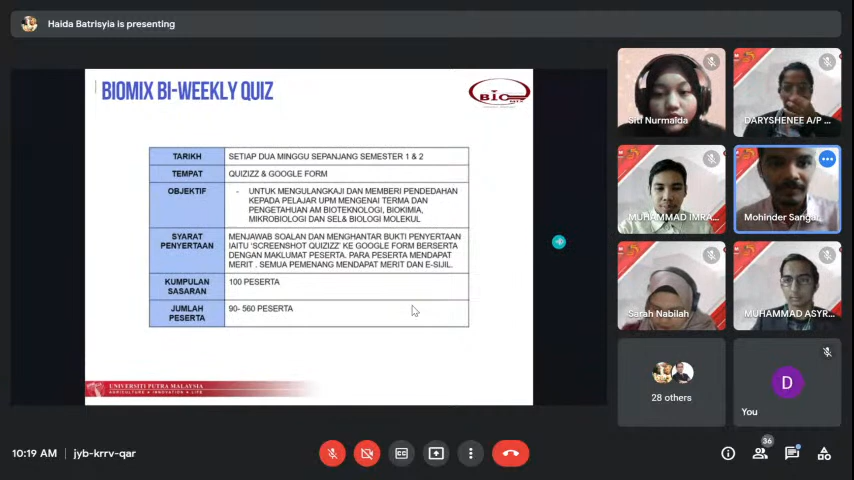 Haida Batrisyia is presenting
BIOMIX BI-WEEKLY QUIZ
BIO
TARIKH
SETIAP DUA MINGGU SEPANJANG SEMESTER 1 & 2
TEMPAT
QUIZIZZ & GOOGLE FORM
OBJEKTIF
- UNTUK MENGULANGKAJI DAN MEMBERI PENDEDAHAN
KEPADA PELAJAR UPM MENGENAI TERMA DAN
PENGETAHUAN AM BIOTEKNOLOGI, BIOKIMIA,
MIKROBIOLOGI DAN SEL& BIOLOGI MOLEKUL
SYARAT
PENYERTAAN
MENJAWAB SOALAN DAN MENGHANTAR BUKTI PENYERTAAN
IAITU 'SCREENSHOT QUIZIZZ' KE GOOGLE FORM BERSERTA
DENGAN MAKLUMAT PESERTA. PARA PESERTA MENDAPAT
MERIT . SEMUA PEMENANG MENDAPAT MERIT DAN E-SIJIL.
KUMPULAN
SASARAN
100 PESERTA
JUMLAH
PESERTA
90- 560 PESERTA
UNIVERSITI PUTRA MALAYSIA
AGRICULTURE • INNOVATION • LIFE
Siti Nurmaida
DARYSHENEE A/P ...
MUHAMMAD IMRA...
Mohinder Sangar
Sarah Nabilah
MUHAMMAD ASYR...
28 others
D
You
10:19 AM | jyb-krrv-qar
36